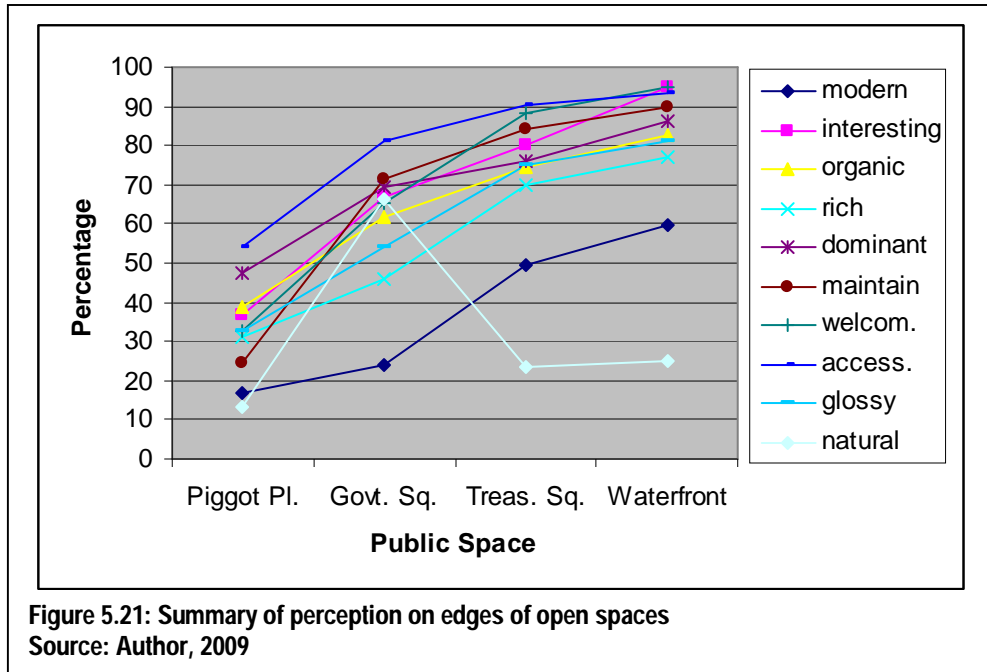 100
90
80
70
60
50
40
30
20
10
0
Percentage
Piggot Pl.
Govt. Sq.
Treas. Sq.
Waterfront
Public Space
modern
interesting
organic
rich
dominant
maintain
welcom.
access.
glossy
natural
Figure 5.21: Summary of perception on edges of open spaces
Source: Author, 2009